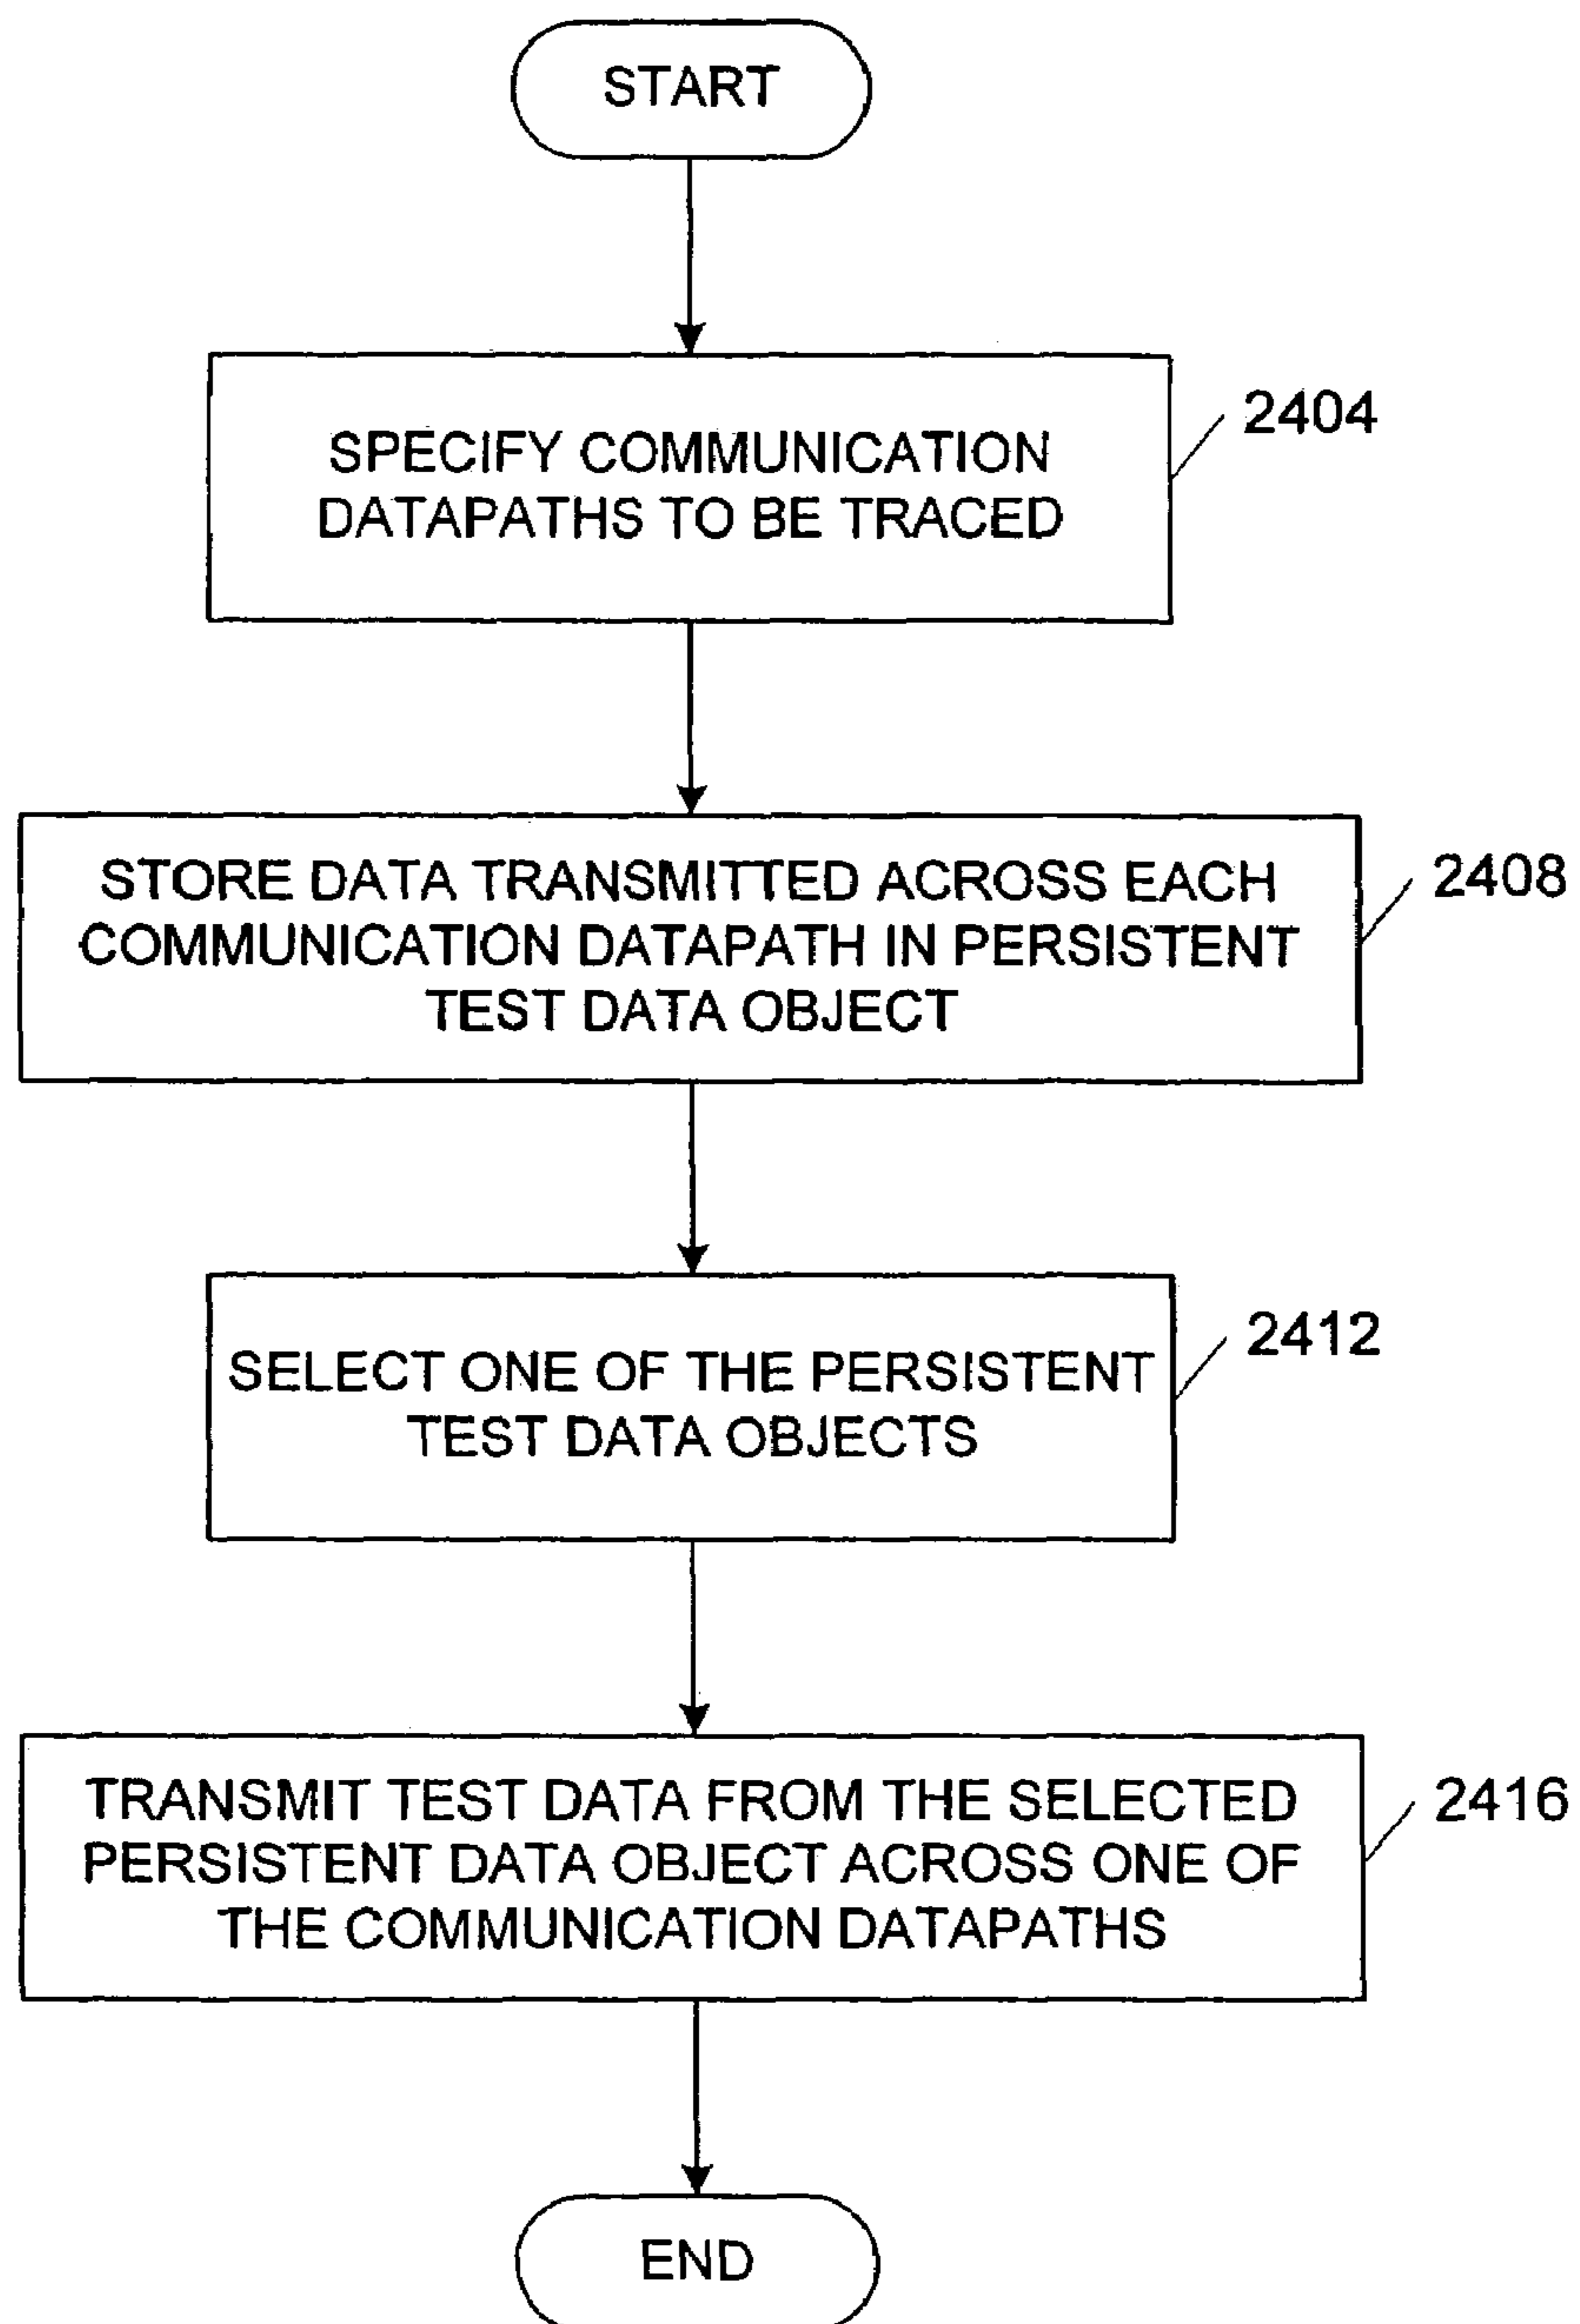 START
SPECIFY COMMUNICATION
DATAPATHS TO BE TRACED
2404
STORE DATA TRANSMITTED ACROSS EACH
COMMUNICATION DATAPATH IN PERSISTENT
TEST DATA OBJECT
2408
SELECT ONE OF THE PERSISTENT
TEST DATA OBJECTS
2412
TRANSMIT TEST DATA FROM THE SELECTED
PERSISTENT DATA OBJECT ACROSS ONE OF
THE COMMUNICATION DATAPATHS
2416
END